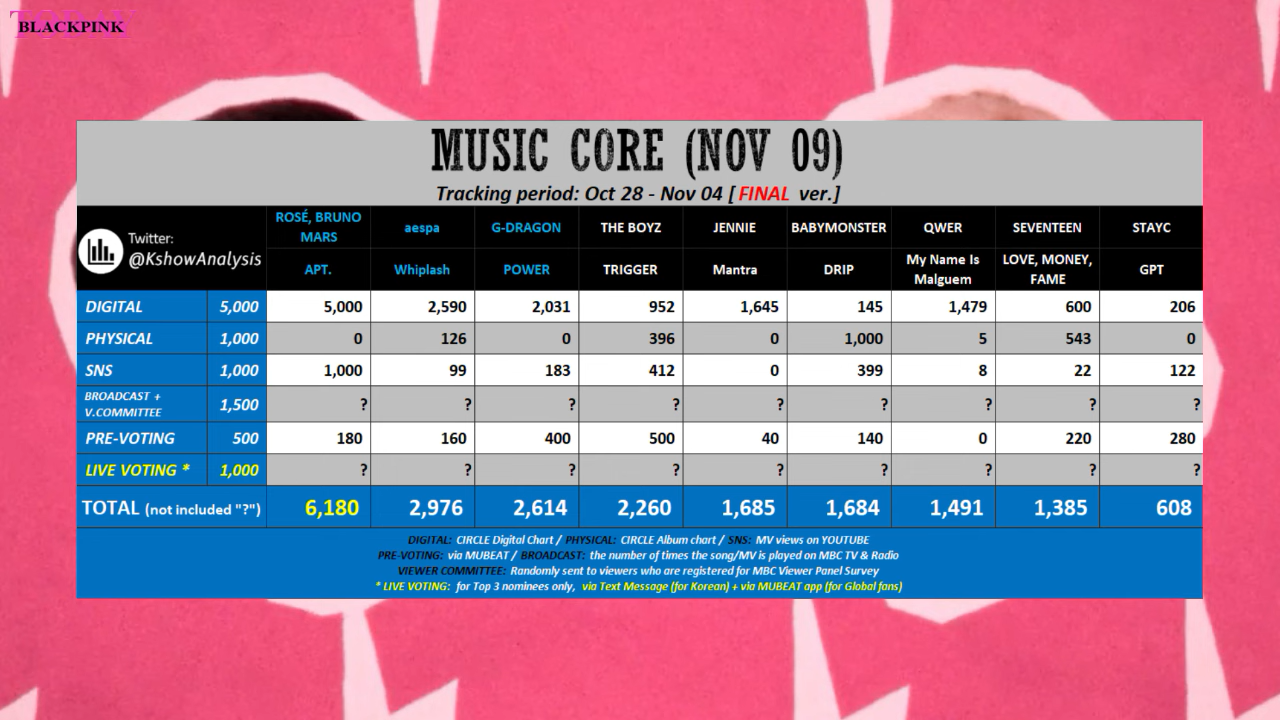 TODAY
BLACKPINK
MUSIC CORE (NOV 09)
Tracking period: Oct 28 - Nov 04 [ FINAL ver.]
Twitter:
@KshowAnalysis
ROSÉ, BRUNO MARS aespa G-DRAGON THE BOYZ JENNIE BABYMONSTER QWER SEVENTEEN STAYC
APT. Whiplash POWER TRIGGER Mantra DRIP My Name Is Malguem LOVE, MONEY, FAME GPT
DIGITAL 5,000 5,000 2,590 2,031 952 1,645 145 1,479 600 206
PHYSICAL 1,000 0 126 0 396 0 1,000 5 543 0
SNS 1,000 1,000 99 183 412 0 399 8 22 122
BROADCAST + V.COMMITTEE 1,500 ? ? ? ? ? ? ? ? ?
PRE-VOTING 500 180 160 400 500 40 140 0 220 280
LIVE VOTING * 1,000 ? ? ? ? ? ? ? ? ?
TOTAL (not included "?") 6,180 2,976 2,614 2,260 1,685 1,684 1,491 1,385 608
DIGITAL: CIRCLE Digital Chart / PHYSICAL: CIRCLE Album chart / SNS: MV views on YOUTUBE
PRE-VOTING: via MUBEAT / BROADCAST: the number of times the song/MV is played on MBC TV & Radio
VIEWER COMMITTEE: Randomly sent to viewers who are registered for MBC Viewer Panel Survey
* LIVE VOTING: for Top 3 nominees only, via Text Message (for Korean) + via MUBEAT app (for Global fans)